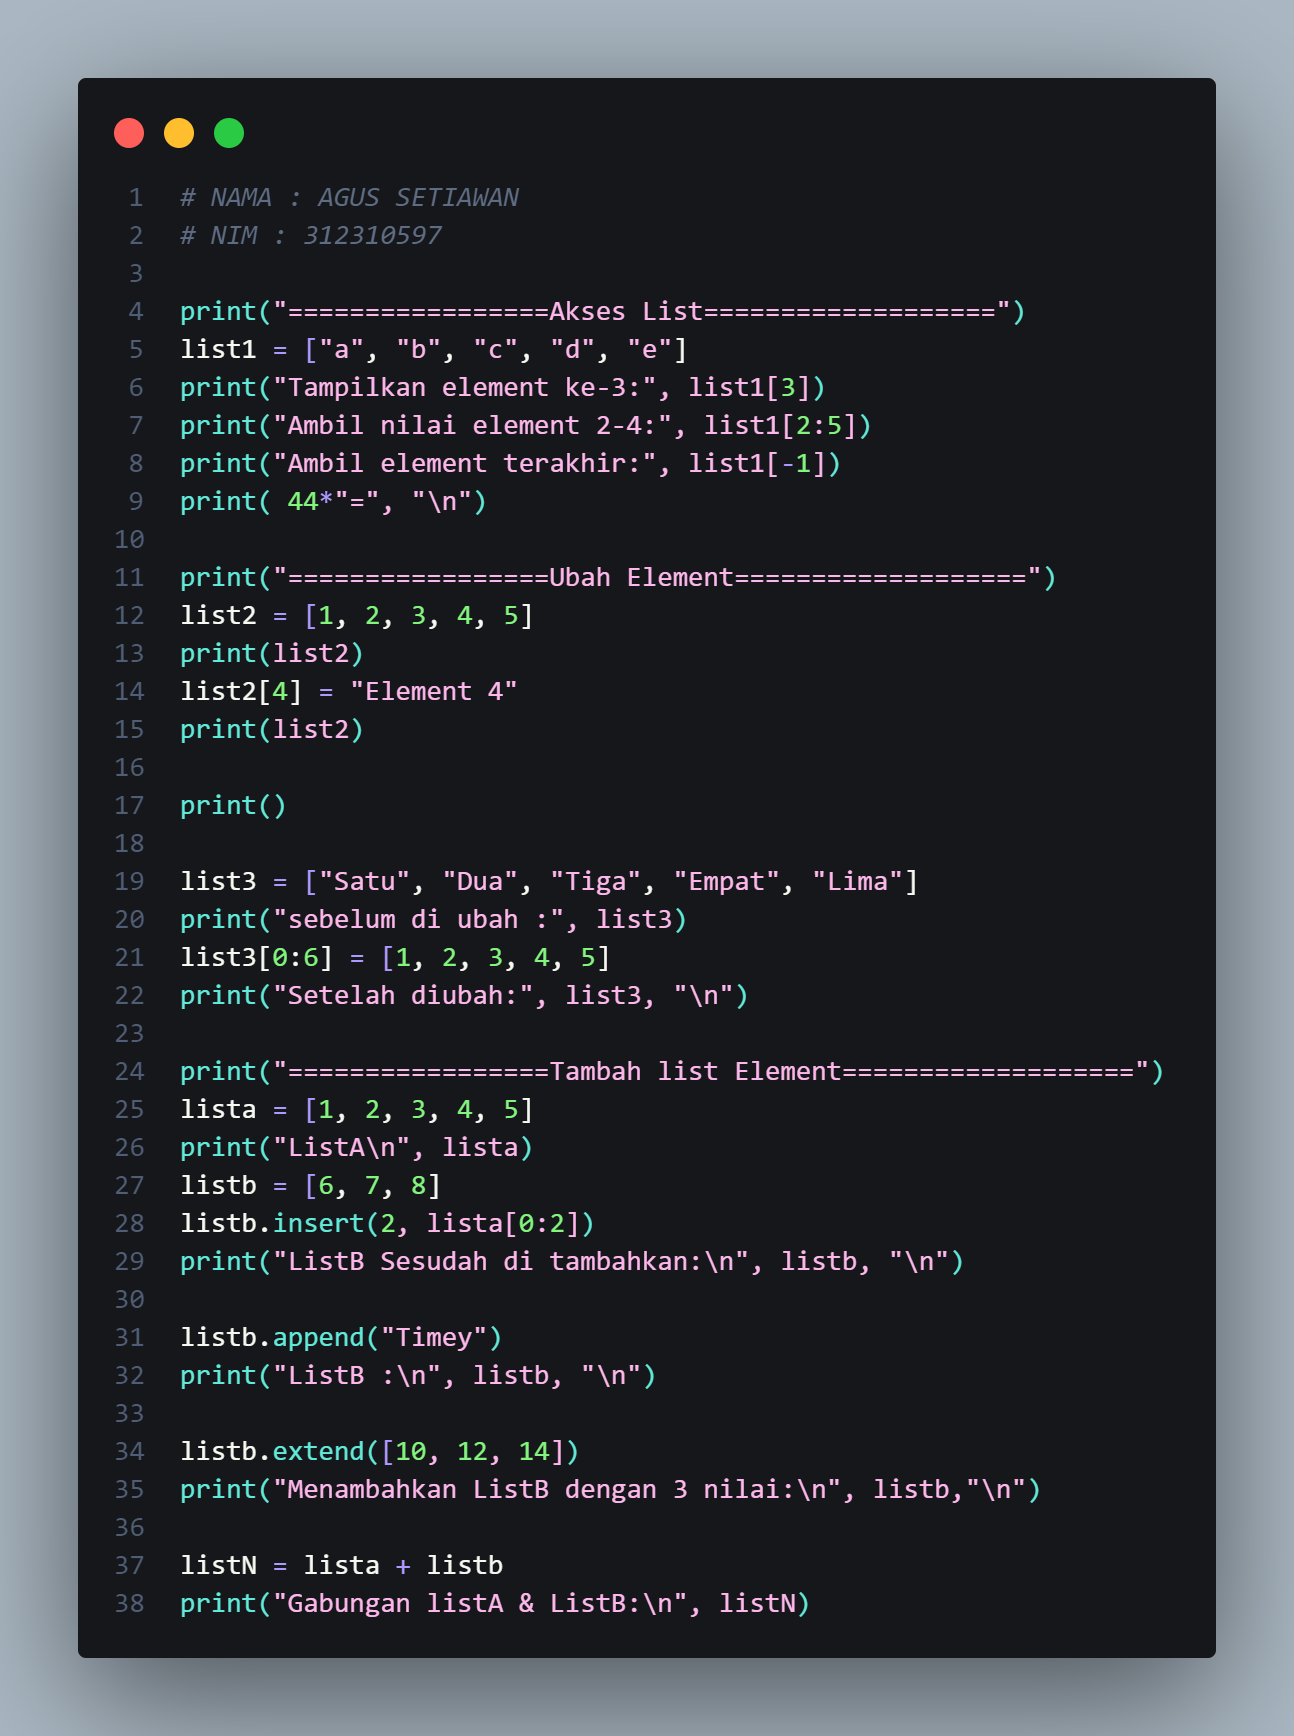 1 # NAMA : AGUS SETIAWAN
2 # NIM : 312310597
3
4 print("=================Akses List===================")
5 list1 = ["a", "b", "c", "d", "e"]
6 print("Tampilkan element ke-3:", list1[3])
7 print("Ambil nilai element 2-4:", list1[2:5])
8 print("Ambil element terakhir:", list1[-1])
9 print( 44*"=", "\n")
10
11 print("=================Ubah Element===================")
12 list2 = [1, 2, 3, 4, 5]
13 print(list2)
14 list2[4] = "Element 4"
15 print(list2)
16
17 print()
18
19 list3 = ["Satu", "Dua", "Tiga", "Empat", "Lima"]
20 print("sebelum di ubah :", list3)
21 list3[0:6] = [1, 2, 3, 4, 5]
22 print("Setelah diubah:", list3, "\n")
23
24 print("=================Tambah list Element===================")
25 lista = [1, 2, 3, 4, 5]
26 print("ListA\n", lista)
27 listb = [6, 7, 8]
28 listb.insert(2, lista[0:2])
29 print("ListB Sesudah di tambahkan:\n", listb, "\n")
30
31 listb.append("Timey")
32 print("ListB :\n", listb, "\n")
33
34 listb.extend([10, 12, 14])
35 print("Menambahkan ListB dengan 3 nilai:\n", listb,"\n")
36
37 listN = lista + listb
38 print("Gabungan listA & ListB:\n", listN)